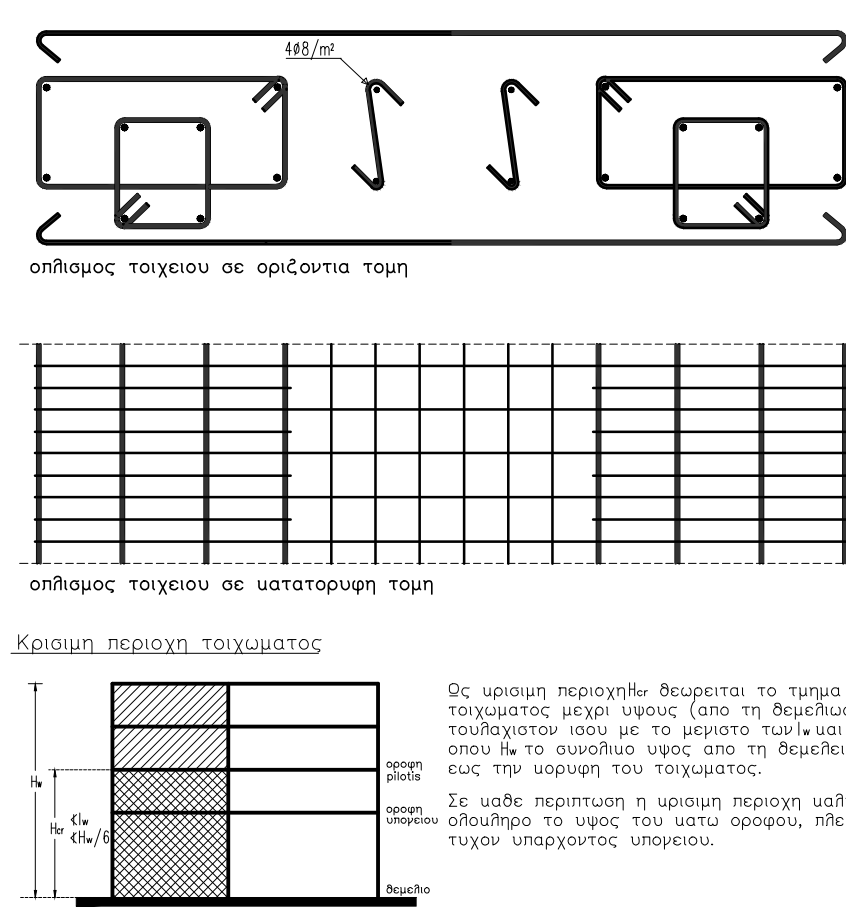 4Ø8/m²
οπλισμος τοιχειου σε οριζοντια τομη
οπλισμος τοιχειου σε κατατορυφη τομη
Κρισιμη περιοχη τοιχωματος
Ως κρισιμη περιοχη Hcr θεωρειται το τμημα
τοιχωματος μεχρι υψους (απο τη θεμελιως
τουλαχιστον ισου με το μεγιστο των lw και
οπου Hw το συνολικο υψος απο τη θεμελει
εως την κορυφη του τοιχωματος.
Σε καθε περιπτωση η κρισιμη περιοχη καλ
ολοκληρο το υψος του κατω οροφου, πλε
τυχον υπαρχοντος υπογειου.
Hw
Hcr
≮lw
≮Hw/6
οροφη
pilotis
οροφη
υπογειου
θεμελιο